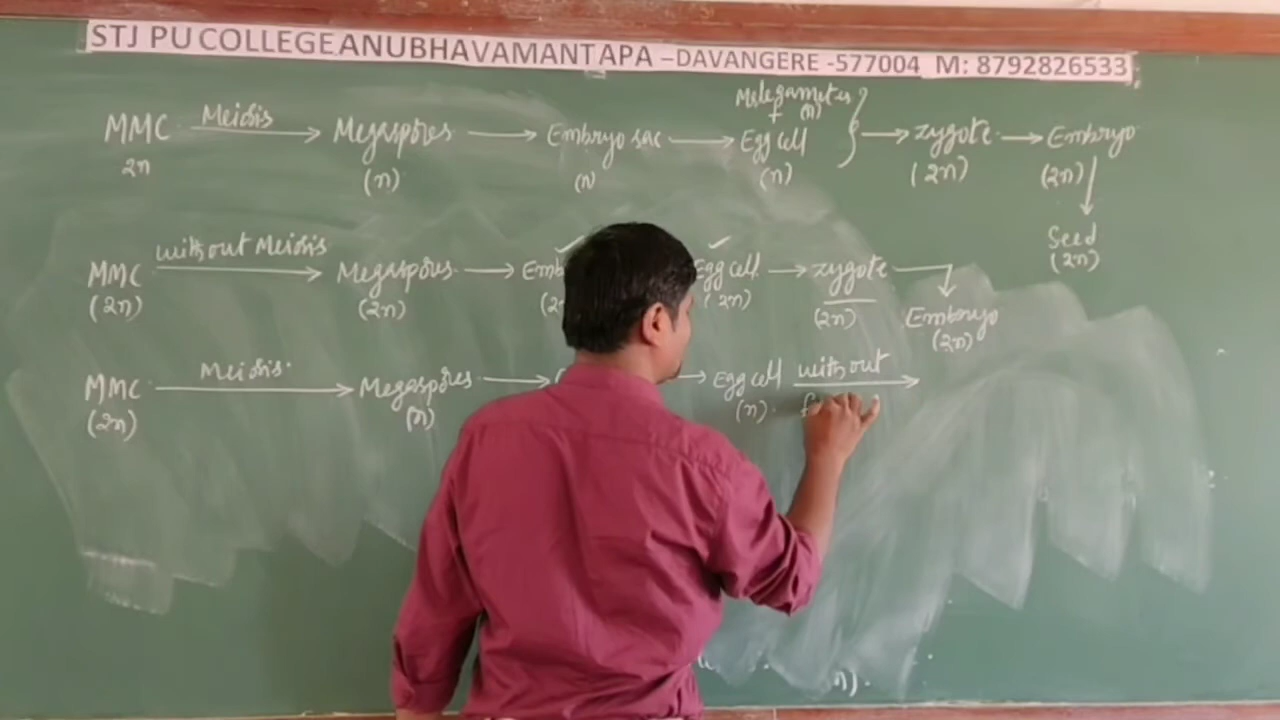 STJ PU COLLEGE ANUBHAVAMANTAPA –DAVANGERE -577004 M: 8792826533
Malegametes
+ (n)
MMC Meiosis Megaspores Embryo sac Egg cell zygote Embryo
2n (n) (n) (n) (2n) (2n)
Seed
(2n)
MMC without Meiosis Megaspores Emb Egg cell zygote
(2n) (2n) (2n) (2n)
Embryo
(2n)
MMC Meiosis Megaspores Egg cell without
(2n) (n) (n)